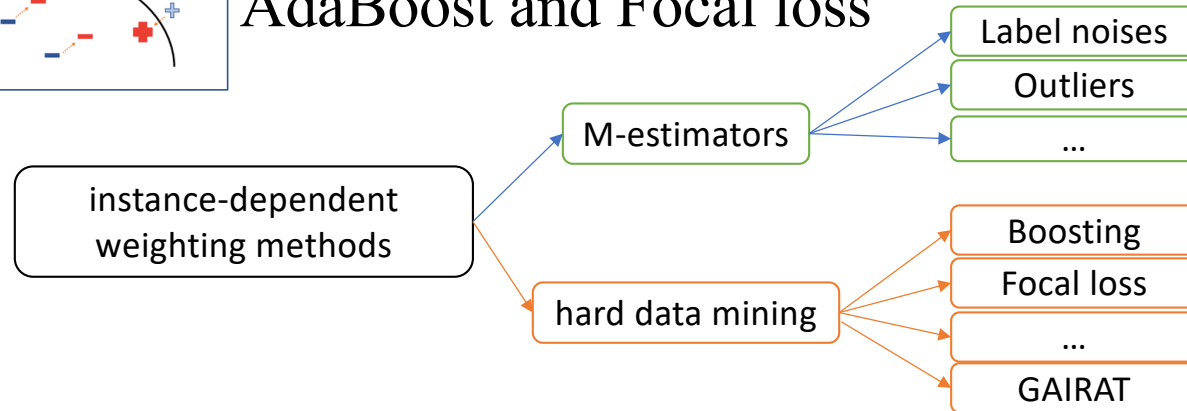 AdaBoost and Focal loss
Label noises
Outliers
...
M-estimators
instance-dependent
weighting methods
Boosting
Focal loss
...
GAIRAT
hard data mining